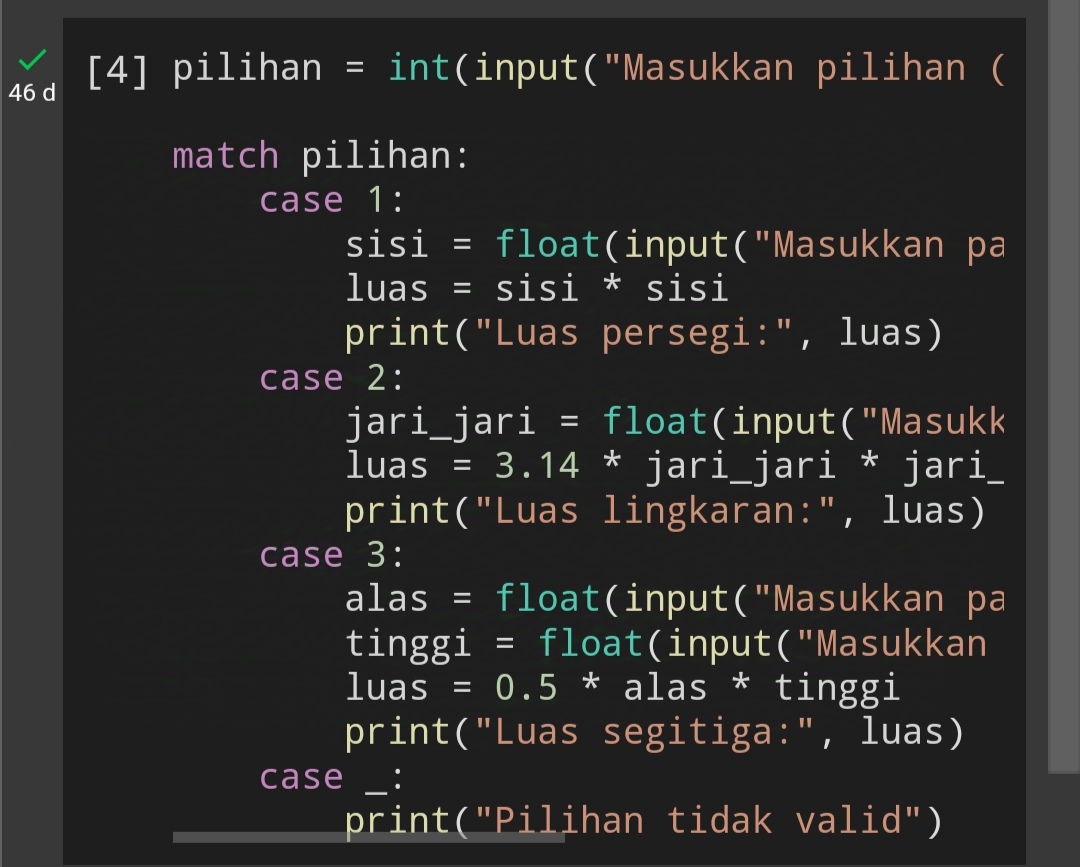 [4] pilihan = int(input("Masukkan pilihan (
46 d
match pilihan:
    case 1:
        sisi = float(input("Masukkan pa
        luas = sisi * sisi
        print("Luas persegi:", luas)
    case 2:
        jari_jari = float(input("Masukk
        luas = 3.14 * jari_jari * jari_
        print("Luas lingkaran:", luas)
    case 3:
        alas = float(input("Masukkan pa
        tinggi = float(input("Masukkan
        luas = 0.5 * alas * tinggi
        print("Luas segitiga:", luas)
    case _:
        print("Pilihan tidak valid")